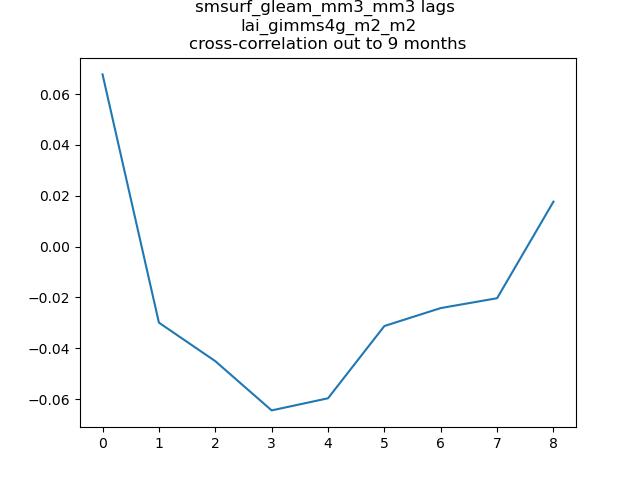 smsurf_gleam_mm3_mm3 lags
lai_gimms4g_m2_m2
cross-correlation out to 9 months
0.06
0.04
0.02
0.00
−0.02
−0.04
−0.06
0 1 2 3 4 5 6 7 8